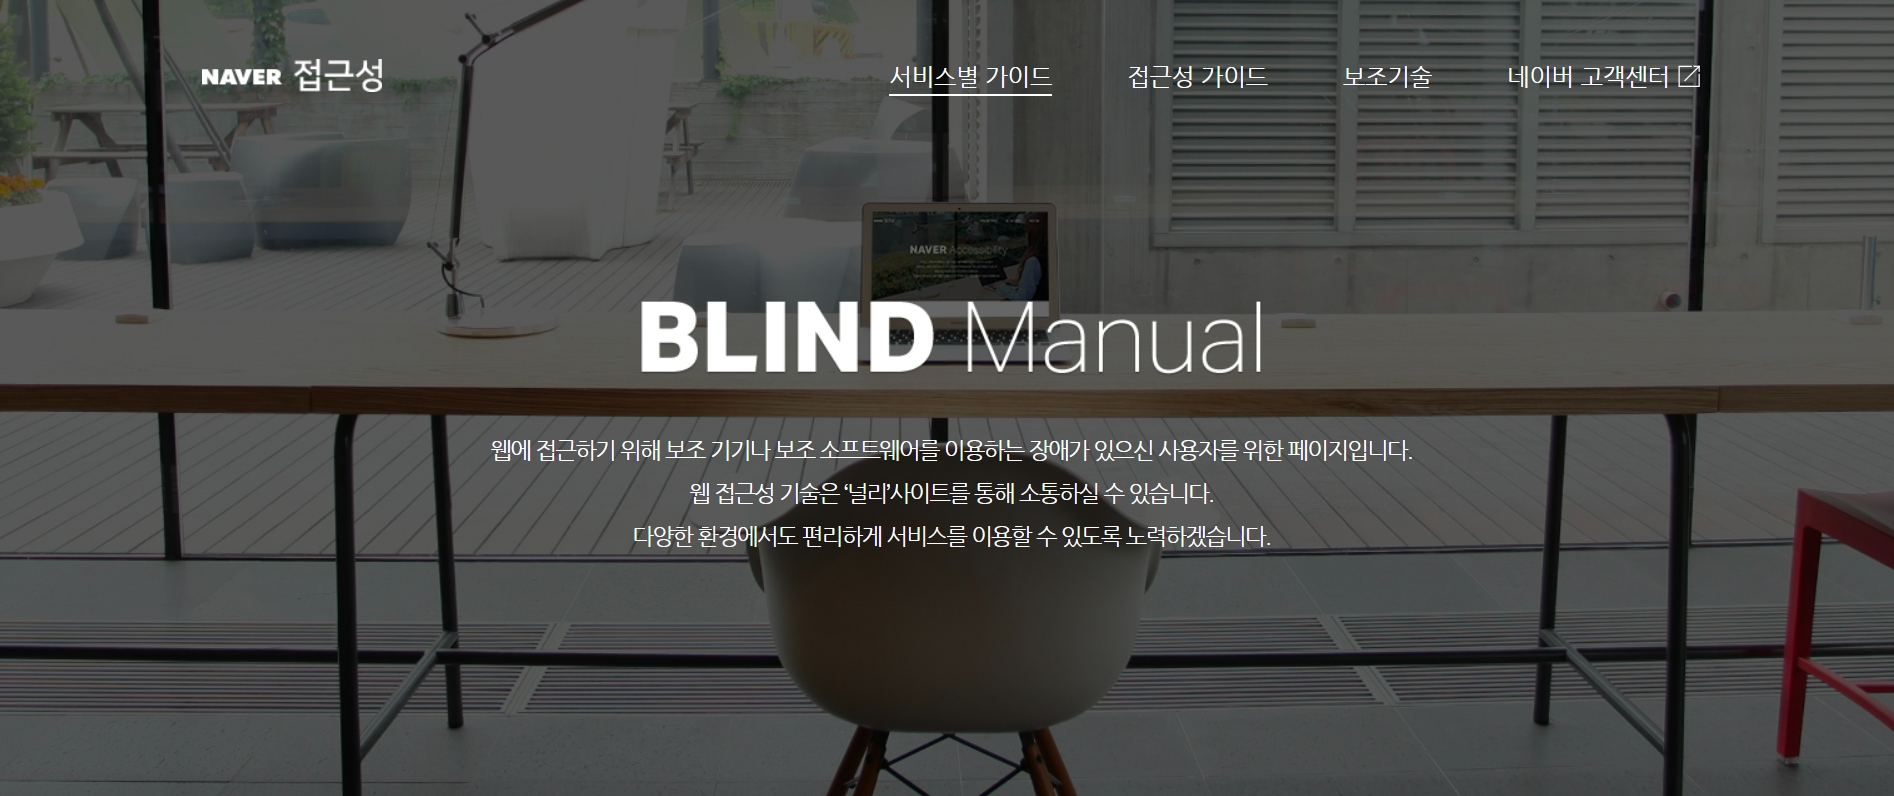 NAVER 접근성
서비스별 가이드 접근성 가이드 보조기술 네이버 고객센터
NAVER Accessibility
BLIND Manual
웹에 접근하기 위해 보조 기기나 보조 소프트웨어를 이용하는 장애가 있으신 사용자를 위한 페이지입니다.
웹 접근성 기술은 ‘널리’사이트를 통해 소통하실 수 있습니다.
다양한 환경에서도 편리하게 서비스를 이용할 수 있도록 노력하겠습니다.